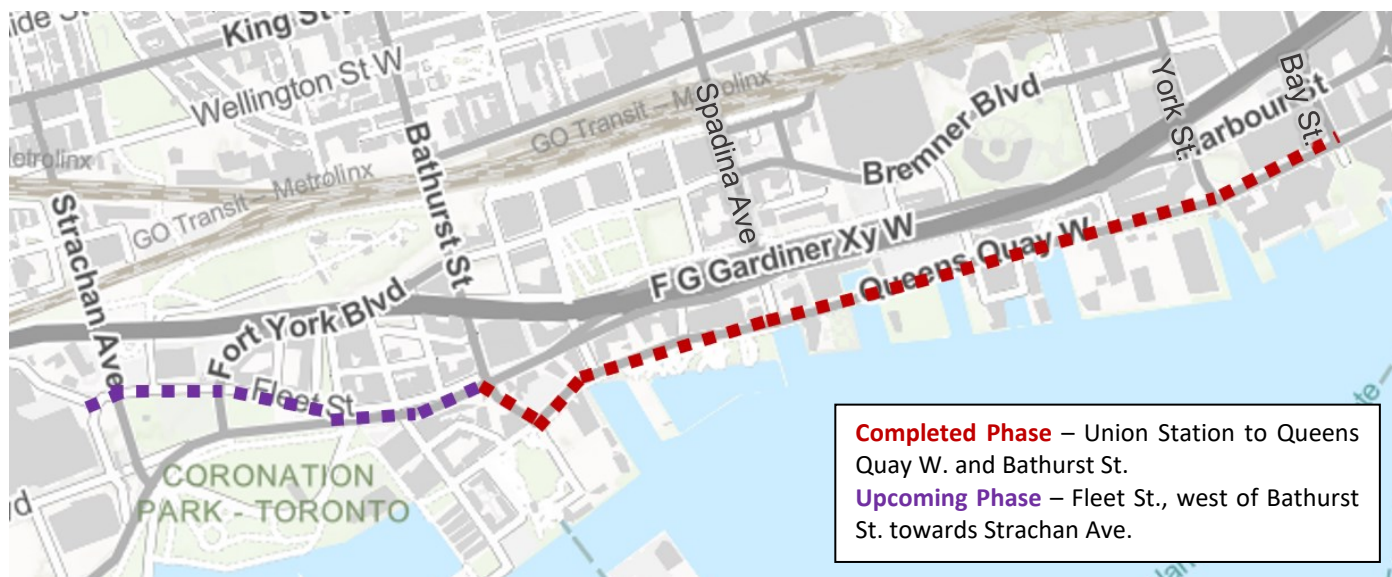 ide St
King St W
Wellington St W
GO Transit – Metrolinx
Metrolinx
GO Transit – Metrolinx
Strachan Ave
Bathurst St
Spadina Ave
Bremner Blvd
York St.
Harbour St
Bay St.
F G Gardiner Xy W
Queens Quay W
Fort York Blvd
Fleet St
CORONATION
PARK - TORONTO
Completed Phase – Union Station to Queens
Quay W. and Bathurst St.
Upcoming Phase – Fleet St., west of Bathurst
St. towards Strachan Ave.